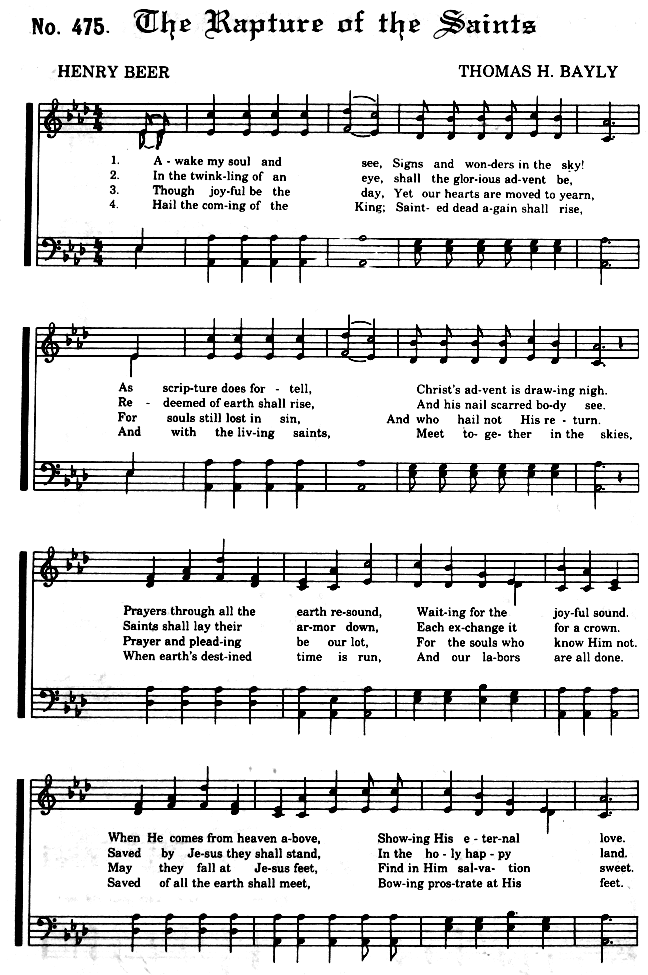 No. 475. The Rapture of the Saints
HENRY BEER THOMAS H. BAYLY
1. A - wake my soul and see, Signs and won-ders in the sky!
2. In the twink-ling of an eye, shall the glor-ious ad-vent be,
3. Though joy-ful be the day, Yet our hearts are moved to yearn,
4. Hail the com-ing of the King; Saint- ed dead a-gain shall rise,
As scrip-ture does for - tell, Christ's ad-vent is draw-ing nigh.
Re - deemed of earth shall rise, And his nail scarred bo-dy see.
For souls still lost in sin, And who hail not His re - turn.
And with the liv-ing saints, Meet to- ge- ther in the skies,
Prayers through all the earth re-sound, Wait-ing for the joy-ful sound.
Saints shall lay their ar-mor down, Each ex-change it for a crown.
Prayer and plead-ing be our lot, For the souls who know Him not.
When earth's dest-ined time is run, And our la-bors are all done.
When He comes from heaven a-bove, Show-ing His e - ter-nal love.
Saved by Je-sus they shall stand, In the ho - ly hap - py land.
May they fall at Je-sus feet, Find in Him sal-va- tion sweet.
Saved of all the earth shall meet, Bow-ing pros-trate at His feet.